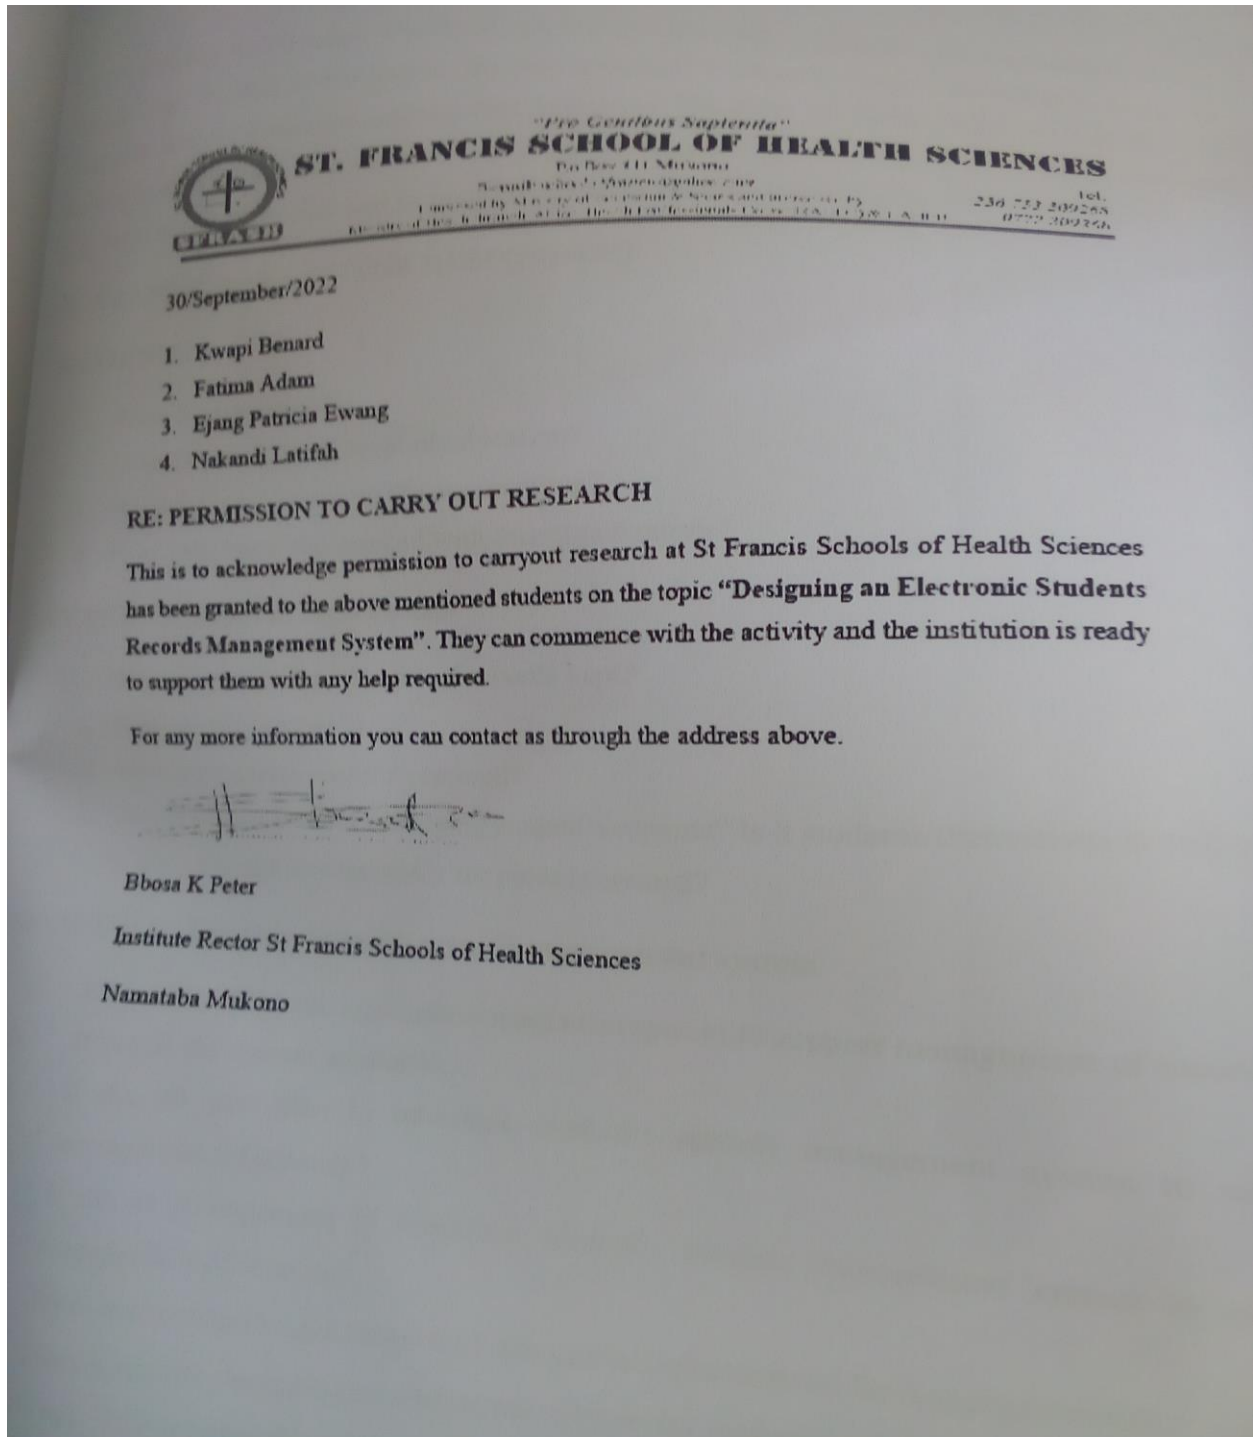 "Pro Gentibus Sapientia"
ST. FRANCIS SCHOOL OF HEALTH SCIENCES
Tel.
30/September/2022
1. Kwapi Benard
2. Fatima Adam
3. Ejang Patricia Ewang
4. Nakandi Latifah
RE: PERMISSION TO CARRY OUT RESEARCH
This is to acknowledge permission to carryout research at St Francis Schools of Health Sciences
has been granted to the above mentioned students on the topic “Designing an Electronic Students
Records Management System”. They can commence with the activity and the institution is ready
to support them with any help required.
For any more information you can contact as through the address above.
Bbosa K Peter
Institute Rector St Francis Schools of Health Sciences
Namataba Mukono